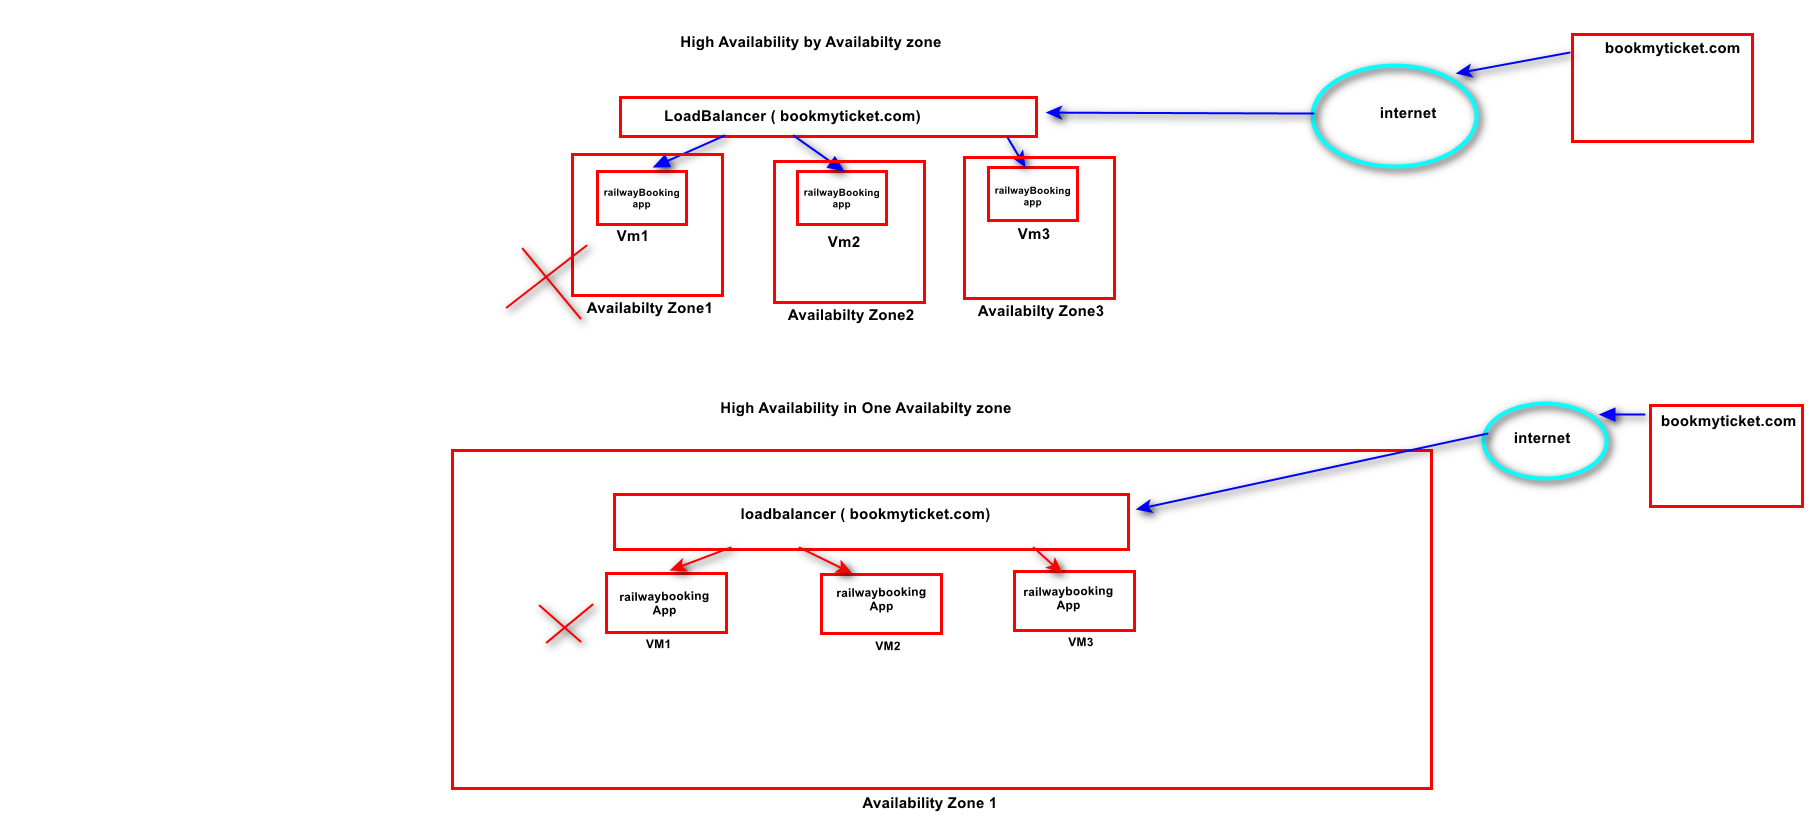 High Availability by Availabilty zone
bookmyticket.com
internet
LoadBalancer ( bookmyticket.com)
railwayBooking
app
Vm1
railwayBooking
app
Vm2
railwayBooking
app
Vm3
Availabilty Zone1
Availabilty Zone2
Availabilty Zone3
High Availability in One Availabilty zone
bookmyticket.com
internet
loadbalancer ( bookmyticket.com)
railwaybooking
App
VM1
railwaybooking
App
VM2
railwaybooking
App
VM3
Availability Zone 1